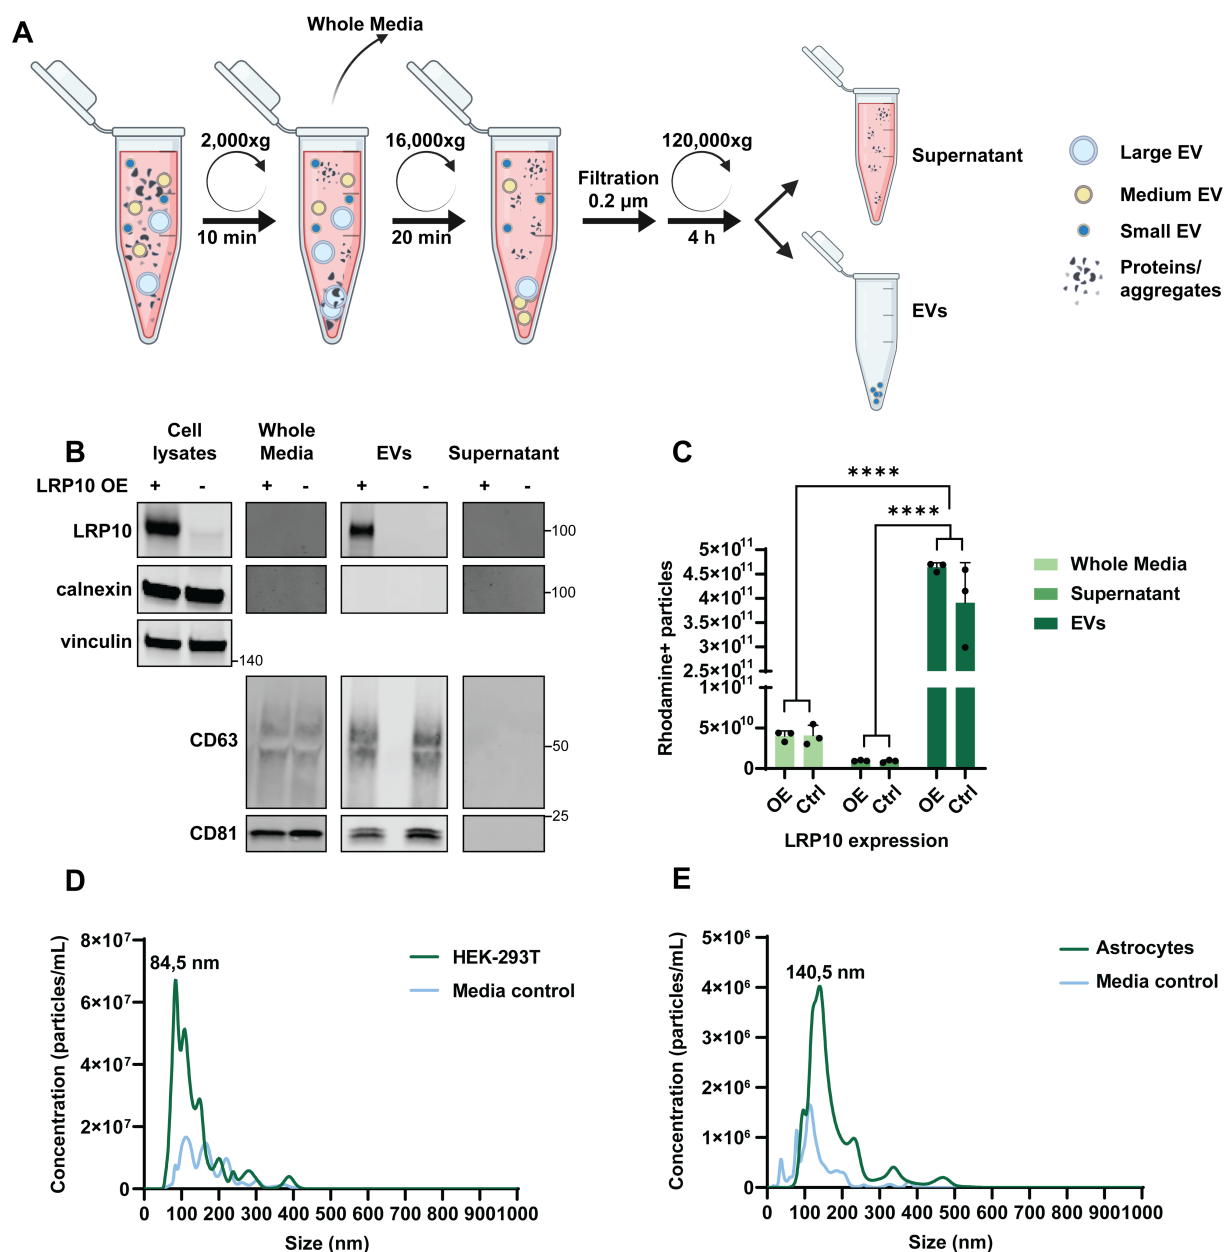 A
Whole Media
2,000xg
10 min
16,000xg
20 min
Filtration
0.2 µm
120,000xg
4 h
Supernatant
EVs
Large EV
Medium EV
Small EV
Proteins/
aggregates
B
Cell
lysates
Whole
Media
EVs
Supernatant
LRP10 OE + - + - + - + -
LRP10
100
calnexin
100
vinculin
140
CD63
50
25
CD81
C
****
****
Rhodamine+ particles
5×10¹¹
4.5×10¹¹
4×10¹¹
3.5×10¹¹
3×10¹¹
2.5×10¹¹
1×10¹¹
5×10¹⁰
0
OE Ctrl OE Ctrl OE Ctrl
LRP10 expression
Whole Media
Supernatant
EVs
D
Concentration (particles/mL)
8×10⁷
6×10⁷
4×10⁷
2×10⁷
0
84,5 nm
HEK-293T
Media control
0 100 200 300 400 500 600 700 800 900 1000
Size (nm)
E
Concentration (particles/mL)
5×10⁶
4×10⁶
3×10⁶
2×10⁶
1×10⁶
0
140,5 nm
Astrocytes
Media control
0 100 200 300 400 500 600 700 800 900 1000
Size (nm)